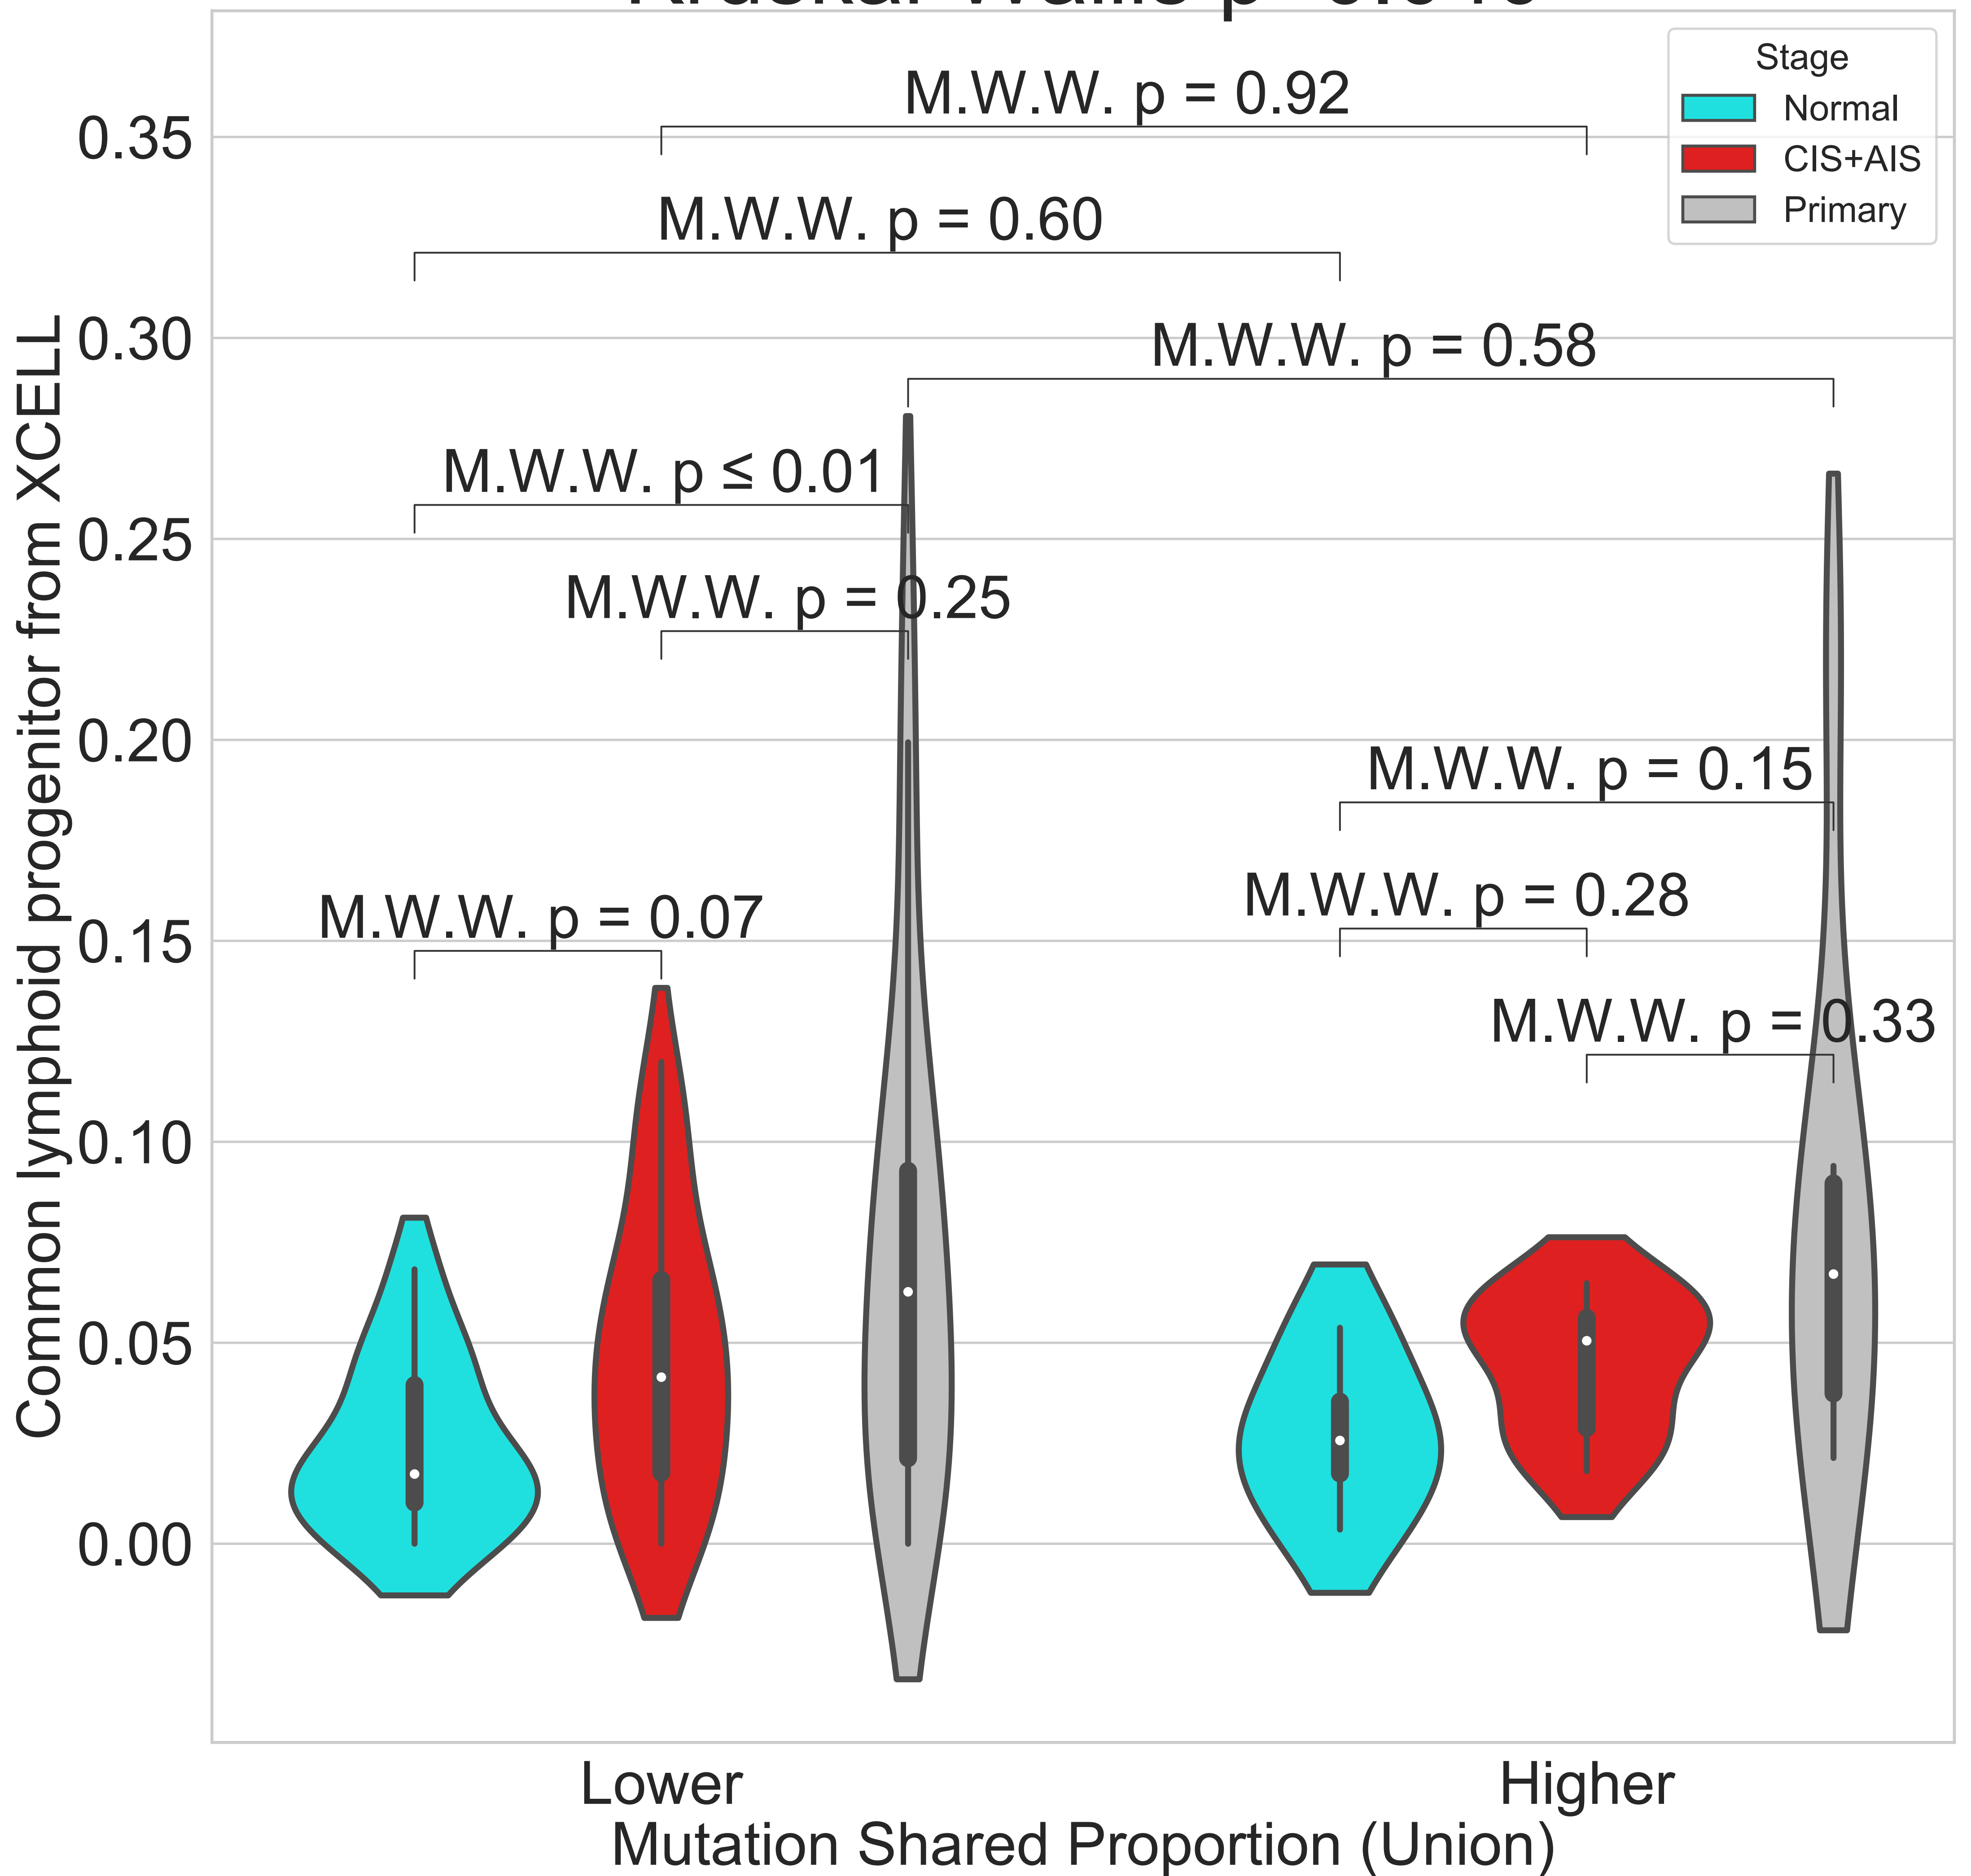 Stage
Normal
CIS+AIS
Primary
M.W.W. p = 0.92
M.W.W. p = 0.60
M.W.W. p = 0.58
M.W.W. p ≤ 0.01
M.W.W. p = 0.25
M.W.W. p = 0.15
M.W.W. p = 0.28
M.W.W. p = 0.07
M.W.W. p = 0.33
Common lymphoid progenitor from XCELL
0.35
0.30
0.25
0.20
0.15
0.10
0.05
0.00
Lower
Higher
Mutation Shared Proportion (Union)